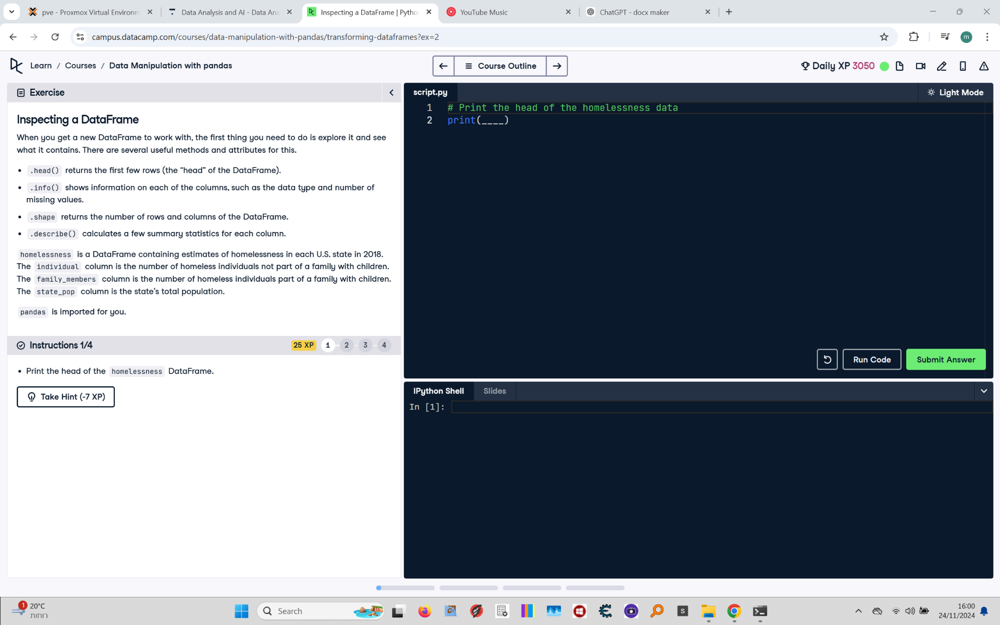 pve - Proxmox Virtual Environm
Data Analysis and AI - Data Ana
Inspecting a DataFrame | Pytho
YouTube Music
ChatGPT - docx maker
campus.datacamp.com/courses/data-manipulation-with-pandas/transforming-dataframes?ex=2
m
Learn / Courses / Data Manipulation with pandas
Course Outline
Daily XP 3050
Exercise
Inspecting a DataFrame
When you get a new DataFrame to work with, the first thing you need to do is explore it and see
what it contains. There are several useful methods and attributes for this.
• .head() returns the first few rows (the “head” of the DataFrame).
• .info() shows information on each of the columns, such as the data type and number of
missing values.
• .shape returns the number of rows and columns of the DataFrame.
• .describe() calculates a few summary statistics for each column.
homelessness is a DataFrame containing estimates of homelessness in each U.S. state in 2018.
The individual column is the number of homeless individuals not part of a family with children.
The family_members column is the number of homeless individuals part of a family with children.
The state_pop column is the state's total population.
pandas is imported for you.
Instructions 1/4
25 XP
1 2 3 4
• Print the head of the homelessness DataFrame.
Take Hint (-7 XP)
script.py
Light Mode
1 # Print the head of the homelessness data
2 print(____)
Run Code
Submit Answer
IPython Shell
Slides
In [1]:
1
20°C
רוחות
Search
S
16:00
24/11/2024